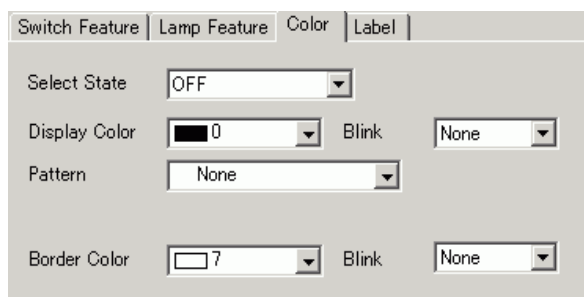 Switch Feature Lamp Feature Color Label
Select State OFF
Display Color 0 Blink None
Pattern None
Border Color 7 Blink None